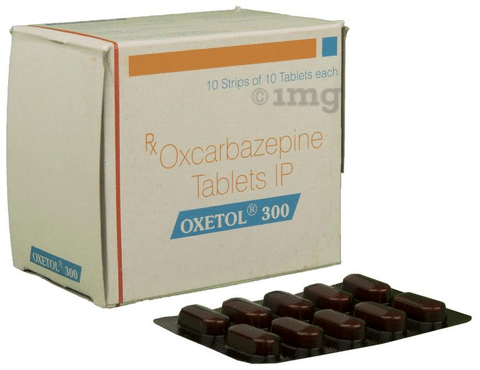 10 Strips of 10 Tablets each
©1mg
Rx Oxcarbazepine
Tablets IP
OXETOL® 300
OXETOL® 300